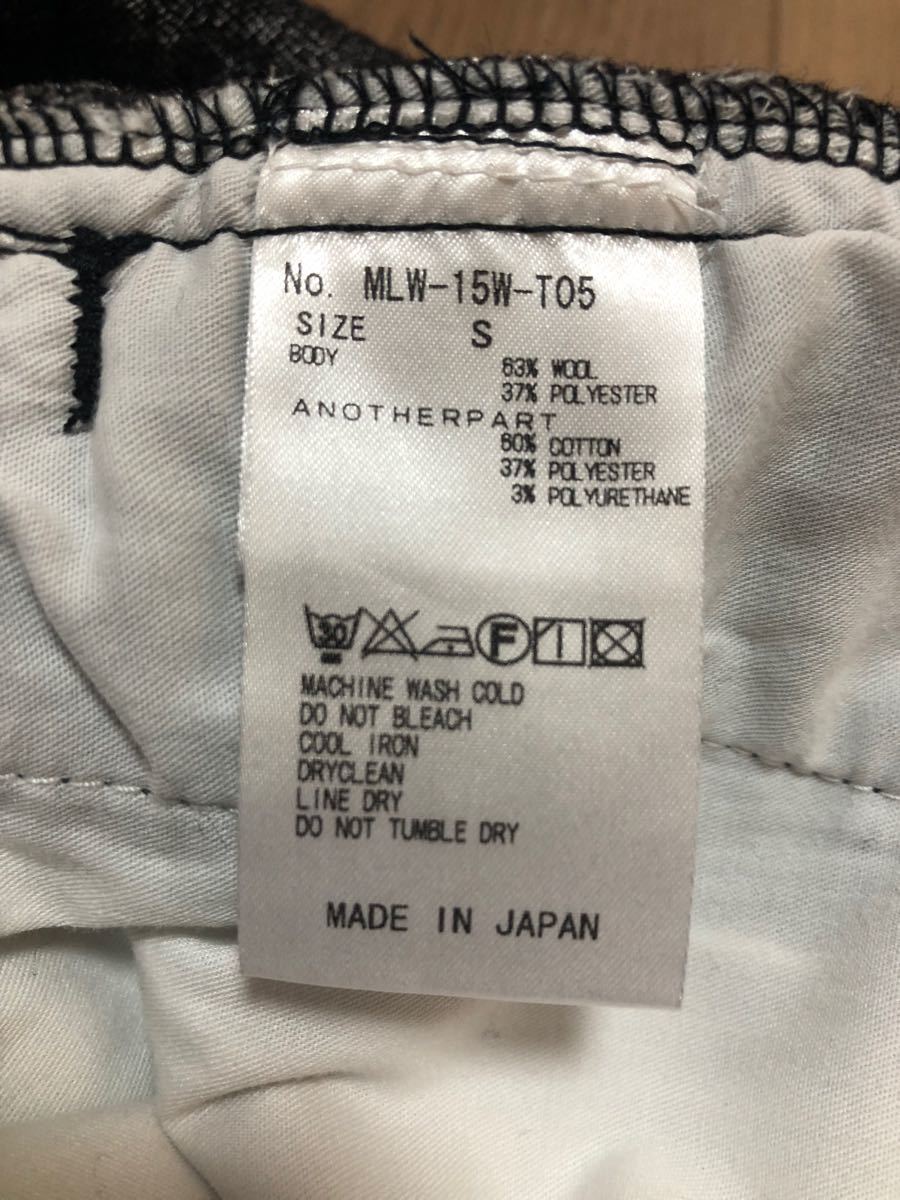 No. MLW-15W-T05
SIZE S
BODY
63% WOOL
37% POLYESTER
ANOTHERPART
60% COTTON
37% POLYESTER
3% POLYURETHANE
30 F
MACHINE WASH COLD
DO NOT BLEACH
COOL IRON
DRYCLEAN
LINE DRY
DO NOT TUMBLE DRY
MADE IN JAPAN